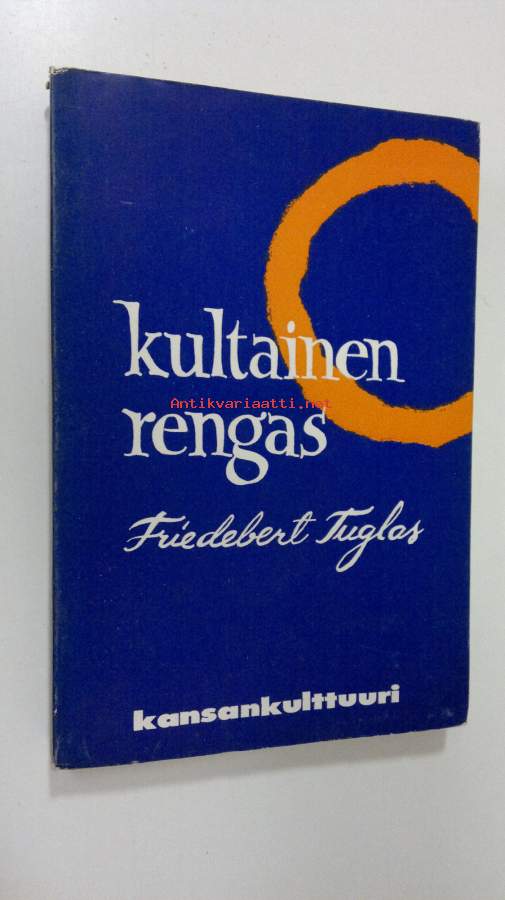 kultainen
Antikvariaatti.net
rengas
Friedebert Tuglas
kansankulttuuri